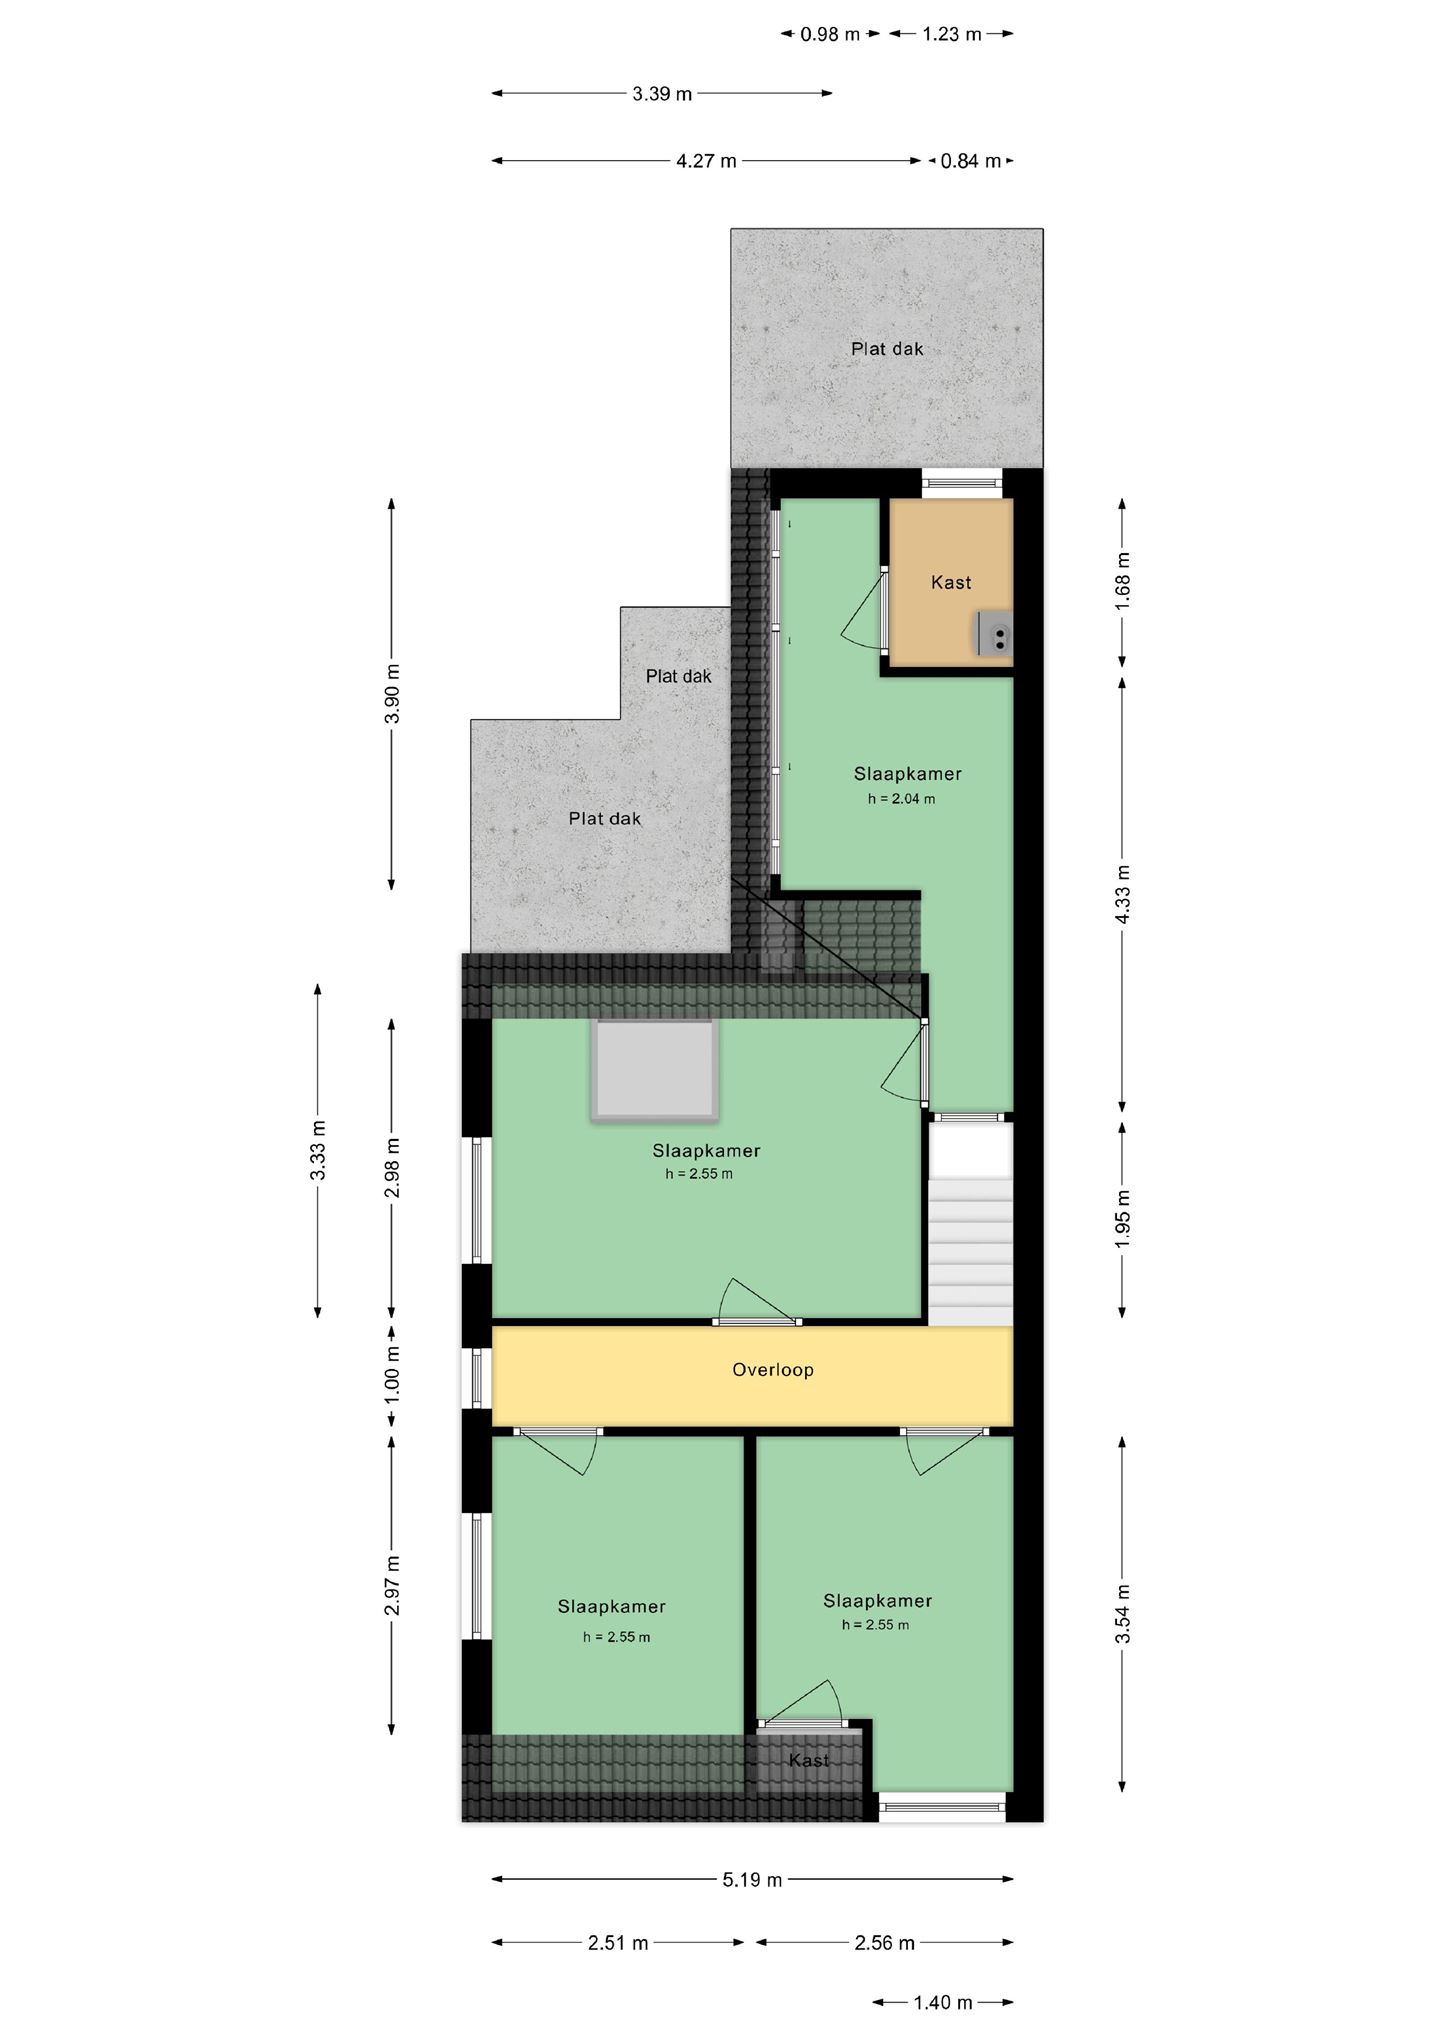 0.98 m
1.23 m
3.39 m
4.27 m
0.84 m
Plat dak
Kast
1.68 m
Plat dak
3.90 m
Slaapkamer
h = 2.04 m
Plat dak
4.33 m
3.33 m
2.98 m
Slaapkamer
h = 2.55 m
1.95 m
Overloop
1.00 m
2.97 m
Slaapkamer
h = 2.55 m
Slaapkamer
h = 2.55 m
3.54 m
Kast
5.19 m
2.51 m
2.56 m
1.40 m